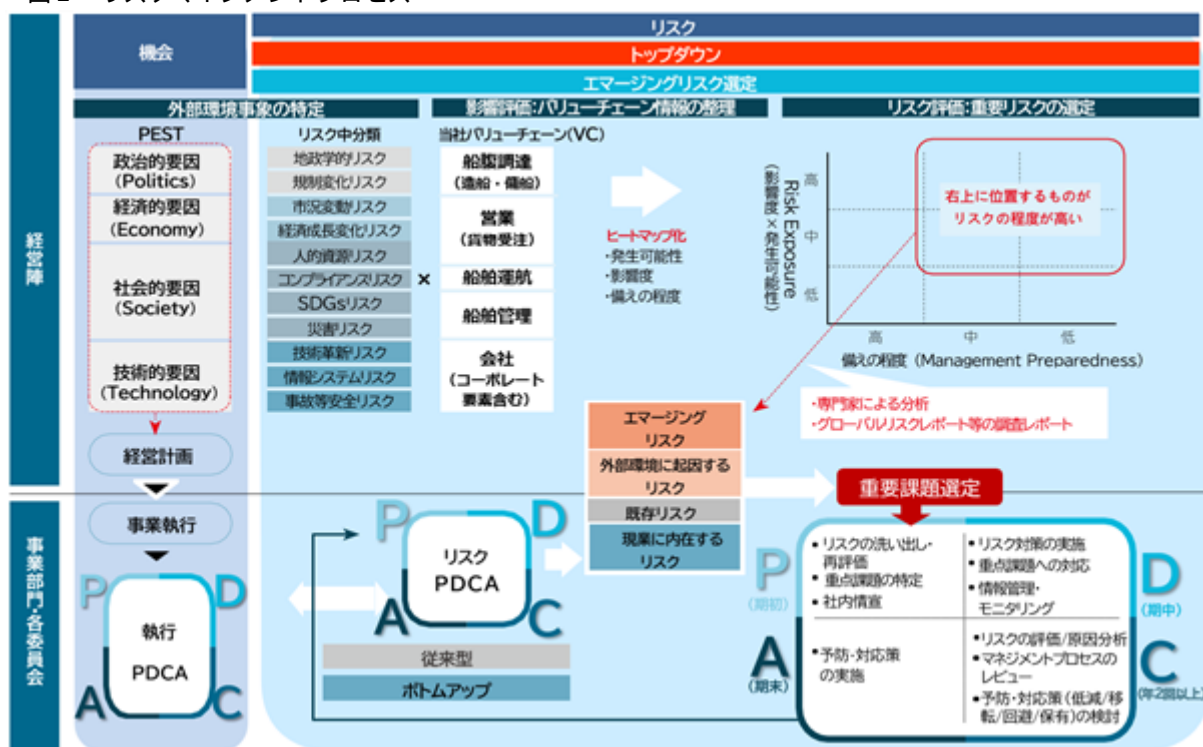 機会
リスク
トップダウン
エマージングリスク選定
外部環境事象の特定
影響評価:バリューチェーン情報の整理
リスク評価:重要リスクの選定
経営陣
PEST
政治的要因
(Politics)
経済的要因
(Economy)
社会的要因
(Society)
技術的要因
(Technology)
経営計画
リスク中分類
地政学的リスク
規制変化リスク
市況変動リスク
経済成長変化リスク
人的資源リスク
コンプライアンスリスク
SDGsリスク
災害リスク
技術革新リスク
情報システムリスク
事故等安全リスク
×
当社バリューチェーン(VC)
船腹調達
(造船・傭船)
営業
(貨物受注)
船舶運航
船舶管理
会社
(コーポレート
要素含む)
ヒートマップ化
・発生可能性
・影響度
・備えの程度
Risk Exposure
(影響度×発生可能性)
高
中
低
右上に位置するものが
リスクの程度が高い
高
中
低
備えの程度 (Management Preparedness)
・専門家による分析
・グローバルリスクレポート等の調査レポート
エマージング
リスク
外部環境に起因する
リスク
既存リスク
現業に内在する
リスク
重要課題選定
事業部門・各委員会
事業執行
P
D
執行
PDCA
A
C
P
D
リスク
PDCA
A
C
従来型
ボトムアップ
P
(期初)
• リスクの洗い出し・
再評価
• 重点課題の特定
• 社内情宣
• リスク対策の実施
• 重点課題への対応
• 情報管理・
モニタリング
D
(期中)
A
(期末)
• 予防・対応策
の実施
• リスクの評価/原因分析
• マネジメントプロセスの
レビュー
• 予防・対応策(低減/移
転/回避/保有)の検討
C
(年2回以上)